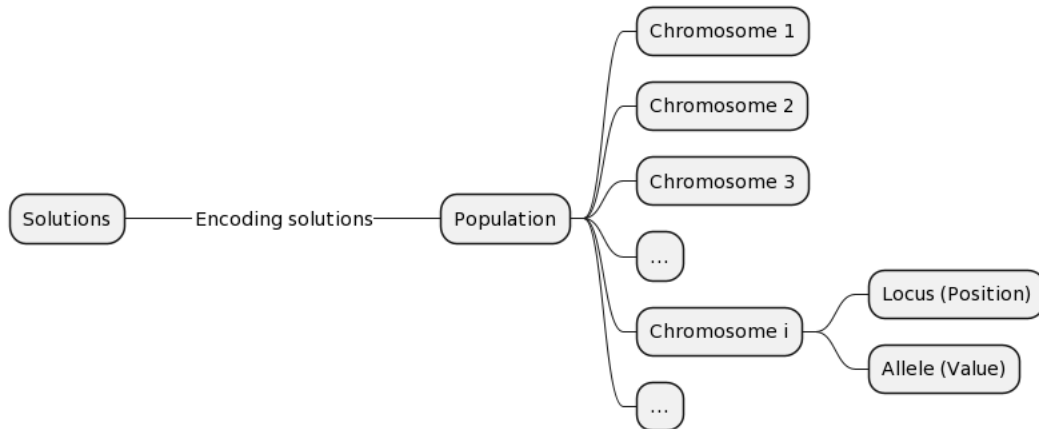 Solutions
Encoding solutions
Population
Chromosome 1
Chromosome 2
Chromosome 3
...
Chromosome i
Locus (Position)
Allele (Value)
...